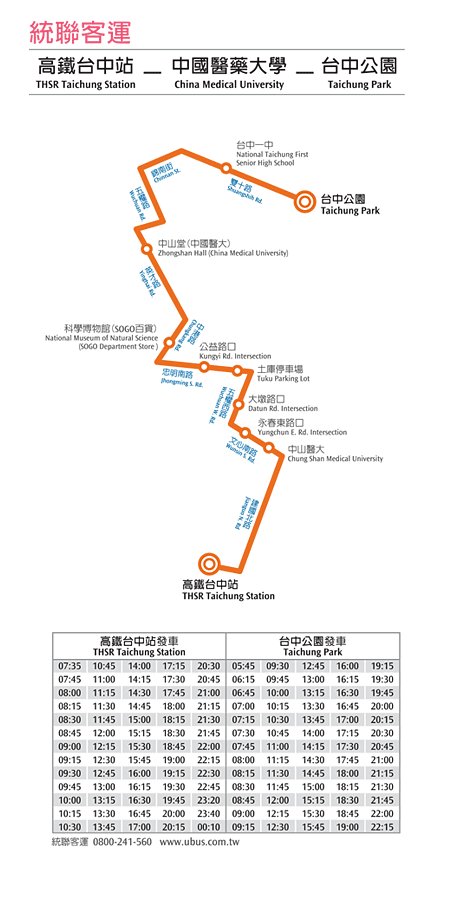 統聯客運
高鐵台中站 — 中國醫藥大學 — 台中公園
THSR Taichung Station China Medical University Taichung Park
台中一中
National Taichung First
Senior High School
錦南街
Chinnan St.
雙十路
Shuangshih Rd.
五權路
Wuchuan Rd.
台中公園
Taichung Park
中山堂(中國醫大)
Zhongshan Hall (China Medical University)
英才路
Rd.
科學博物館(SOGO百貨)
National Museum of Natural Science
(SOGO Department Store )
Chungkang Rd.
公益路口
Kungyi Rd. Intersection
忠明南路
Jhongming S. Rd.
土庫停車場
Tuku Parking Lot
五權西路
Wuchuan W. Rd.
大墩路口
Datun Rd. Intersection
永春東路口
Yungchun E. Rd. Intersection
文心南路
S. Rd.
中山醫大
Chung Shan Medical University
建國北路
Jianguo N. Rd.
高鐵台中站
THSR Taichung Station
高鐵台中站發車 台中公園發車
THSR Taichung Station Taichung Park
07:35 10:45 14:00 17:15 20:30 05:45 09:30 12:45 16:00 19:15
07:45 11:00 14:15 17:30 20:45 06:15 09:45 13:00 16:15 19:30
08:00 11:15 14:30 17:45 21:00 06:45 10:00 13:15 16:30 19:45
08:15 11:30 14:45 18:00 21:15 07:00 10:15 13:30 16:45 20:00
08:30 11:45 15:00 18:15 21:30 07:15 10:30 13:45 17:00 20:15
08:45 12:00 15:15 18:30 21:45 07:30 10:45 14:00 17:15 20:30
09:00 12:15 15:30 18:45 22:00 07:45 11:00 14:15 17:30 20:45
09:15 12:30 15:45 19:00 22:15 08:00 11:15 14:30 17:45 21:00
09:30 12:45 16:00 19:15 22:30 08:15 11:30 14:45 18:00 21:15
09:45 13:00 16:15 19:30 22:45 08:30 11:45 15:00 18:15 21:30
10:00 13:15 16:30 19:45 23:20 08:45 12:00 15:15 18:30 21:45
10:15 13:30 16:45 20:00 23:40 09:00 12:15 15:30 18:45 22:00
10:30 13:45 17:00 20:15 00:10 09:15 12:30 15:45 19:00 22:15
統聯客運 0800-241-560 www.ubus.com.tw